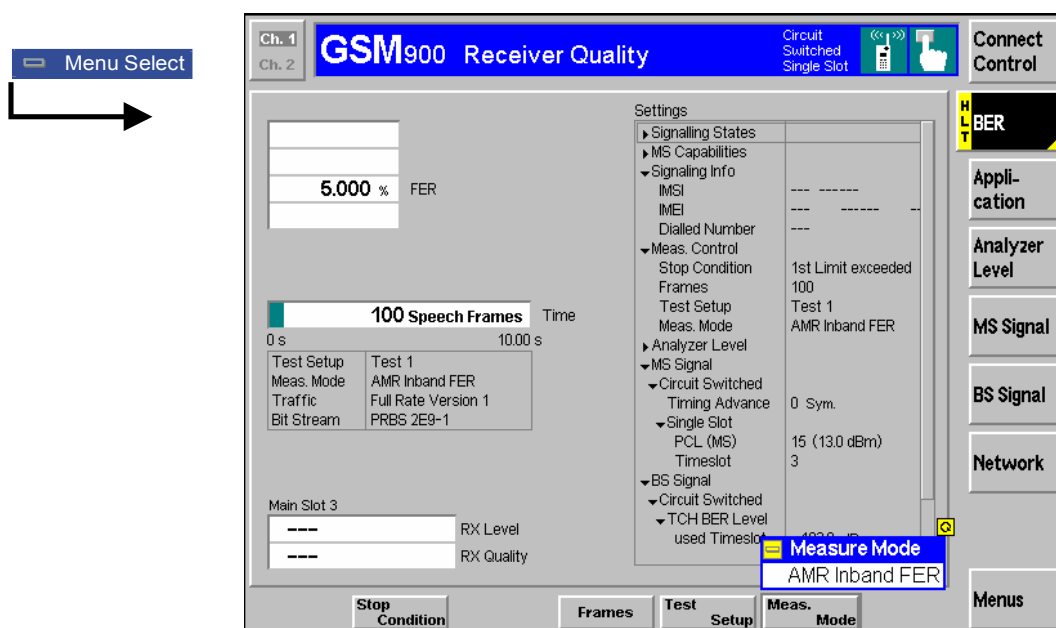 Menu Select
Ch. 1
Ch. 2
GSM900 Receiver Quality
Circuit
Switched
Single Slot
Connect
Control
H
L
T
BER
Appli-
cation
Analyzer
Level
MS Signal
BS Signal
Network
Menus
5.000 % FER
100 Speech Frames Time
0 s 10.00 s
Test Setup Test 1
Meas. Mode AMR Inband FER
Traffic Full Rate Version 1
Bit Stream PRBS 2E9-1
Main Slot 3
--- RX Level
--- RX Quality
Settings
Signalling States
MS Capabilities
Signaling Info
IMSI --- ------
IMEI --- ------ --
Dialled Number ---
Meas. Control
Stop Condition 1st Limit exceeded
Frames 100
Test Setup Test 1
Meas. Mode AMR Inband FER
Analyzer Level
MS Signal
Circuit Switched
Timing Advance 0 Sym.
Single Slot
PCL (MS) 15 (13.0 dBm)
Timeslot 3
BS Signal
Circuit Switched
TCH BER Level
used Timeslot
Measure Mode
AMR Inband FER
Stop
Condition
Frames
Test
Setup
Meas.
Mode